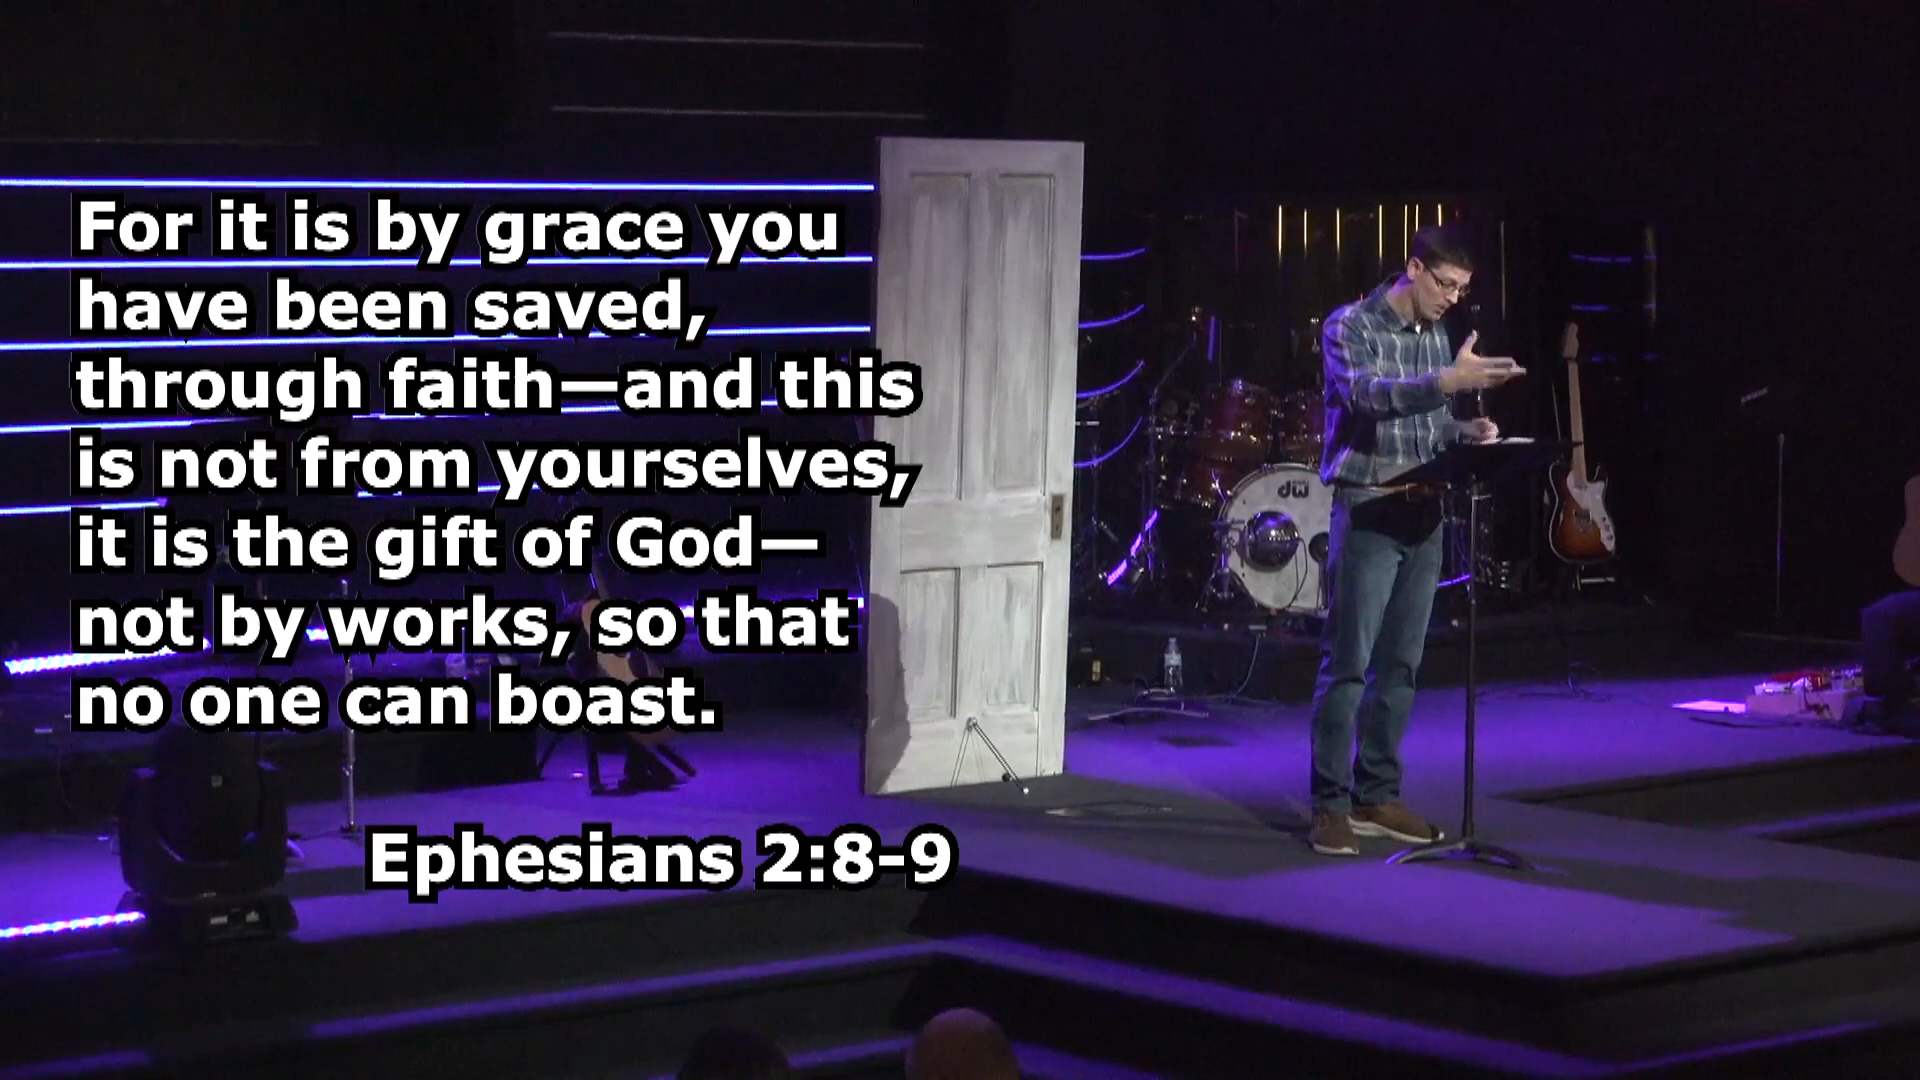 For it is by grace you
have been saved,
through faith—and this
is not from yourselves,
it is the gift of God—
not by works, so that
no one can boast.
Ephesians 2:8-9
dw